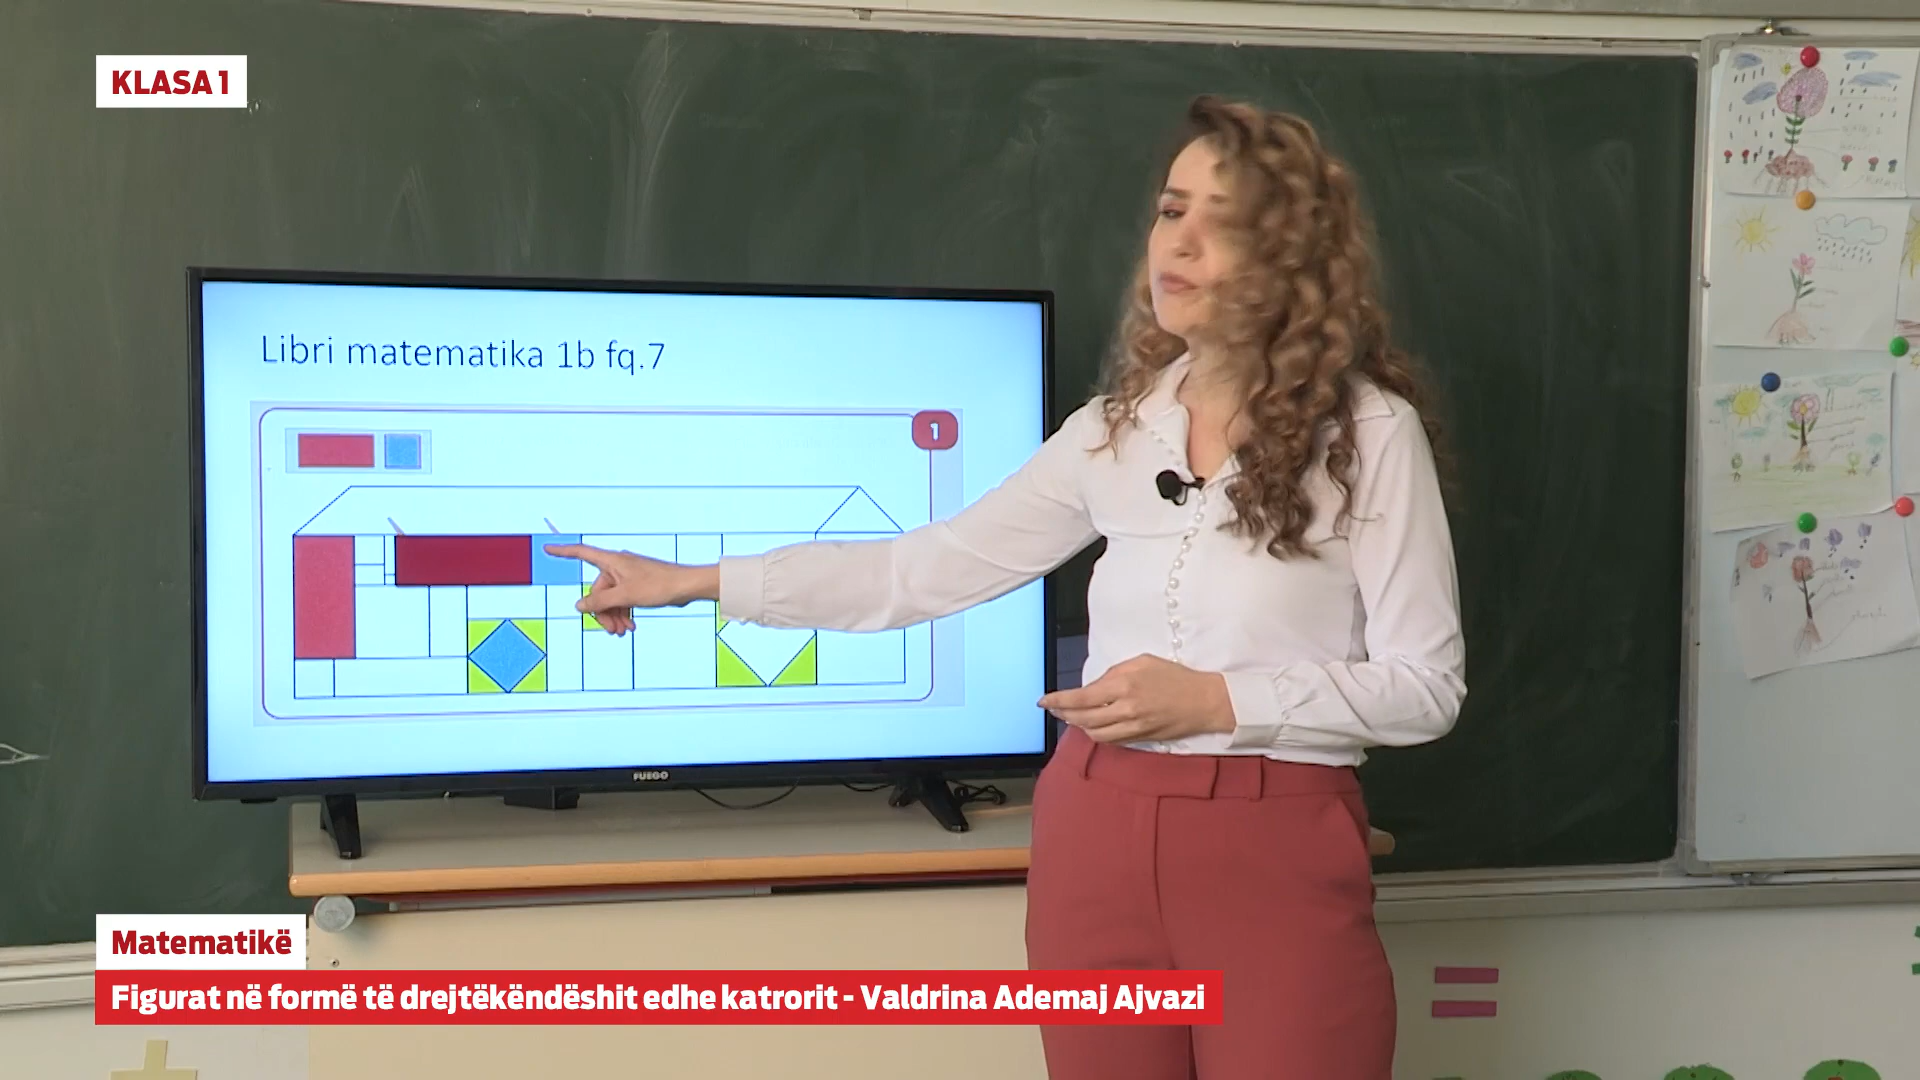 KLASA 1
Libri matematika 1b fq.7
1
FUEGO
Matematikë
Figurat në formë të drejtëkëndëshit edhe katrorit - Valdrina Ademaj Ajvazi